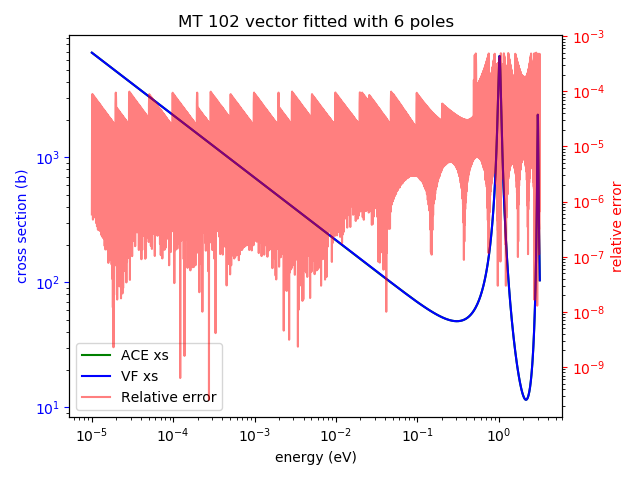 MT 102 vector fitted with 6 poles
cross section (b)
10³
10²
10¹
10⁻³
10⁻⁴
10⁻⁵
10⁻⁶
10⁻⁷
10⁻⁸
10⁻⁹
relative error
ACE xs
VF xs
Relative error
10⁻⁵ 10⁻⁴ 10⁻³ 10⁻² 10⁻¹ 10⁰
energy (eV)